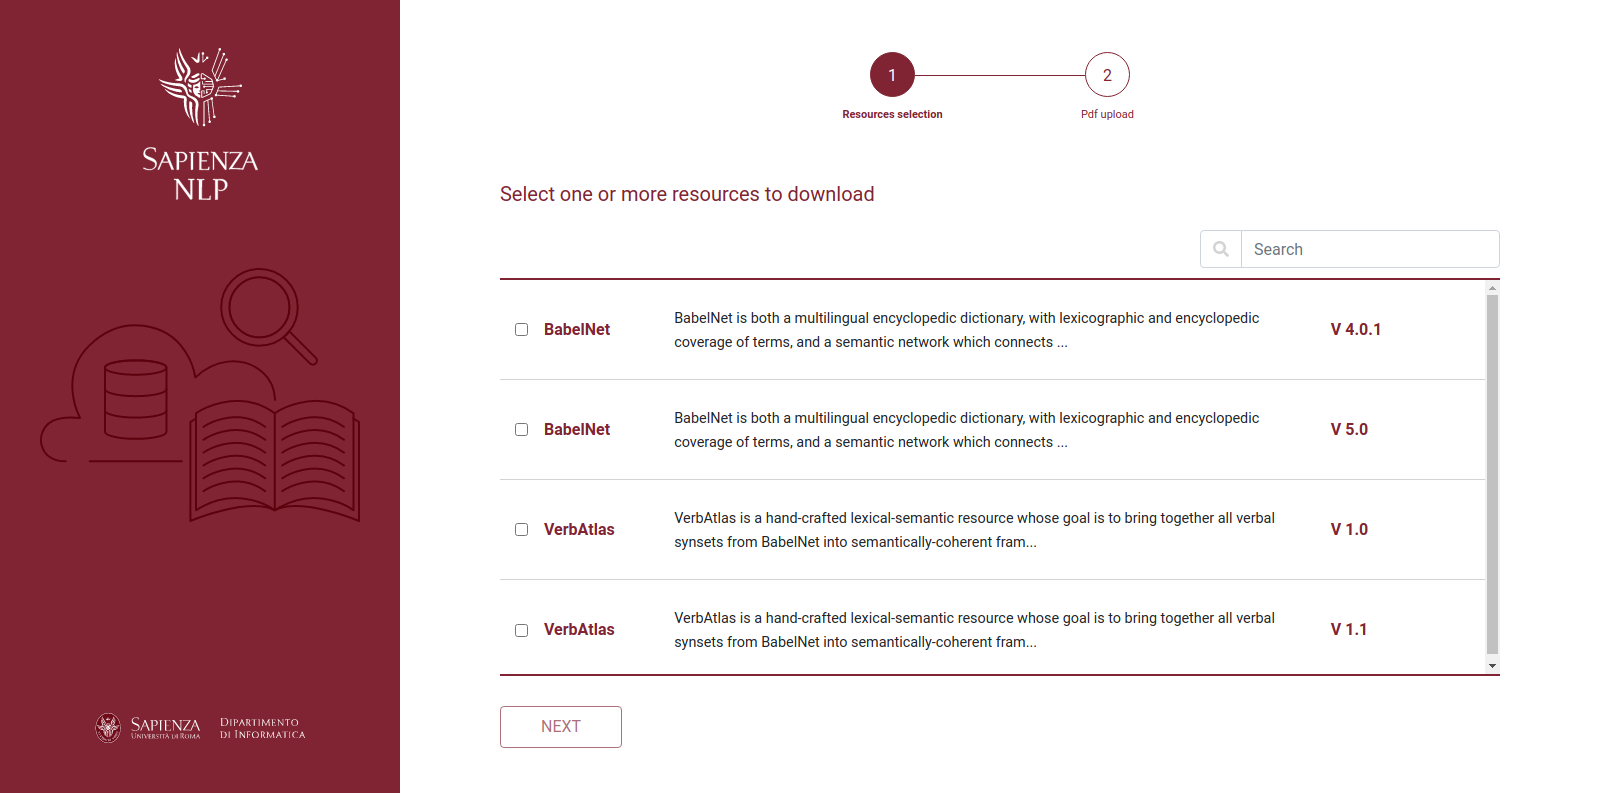 SAPIENZA
NLP
SAPIENZA
UNIVERSITÀ DI ROMA
DIPARTIMENTO
DI INFORMATICA
1
2
Resources selection
Pdf upload
Select one or more resources to download
Search
BabelNet
BabelNet is both a multilingual encyclopedic dictionary, with lexicographic and encyclopedic
coverage of terms, and a semantic network which connects ...
V 4.0.1
BabelNet
BabelNet is both a multilingual encyclopedic dictionary, with lexicographic and encyclopedic
coverage of terms, and a semantic network which connects ...
V 5.0
VerbAtlas
VerbAtlas is a hand-crafted lexical-semantic resource whose goal is to bring together all verbal
synsets from BabelNet into semantically-coherent fram...
V 1.0
VerbAtlas
VerbAtlas is a hand-crafted lexical-semantic resource whose goal is to bring together all verbal
synsets from BabelNet into semantically-coherent fram...
V 1.1
NEXT